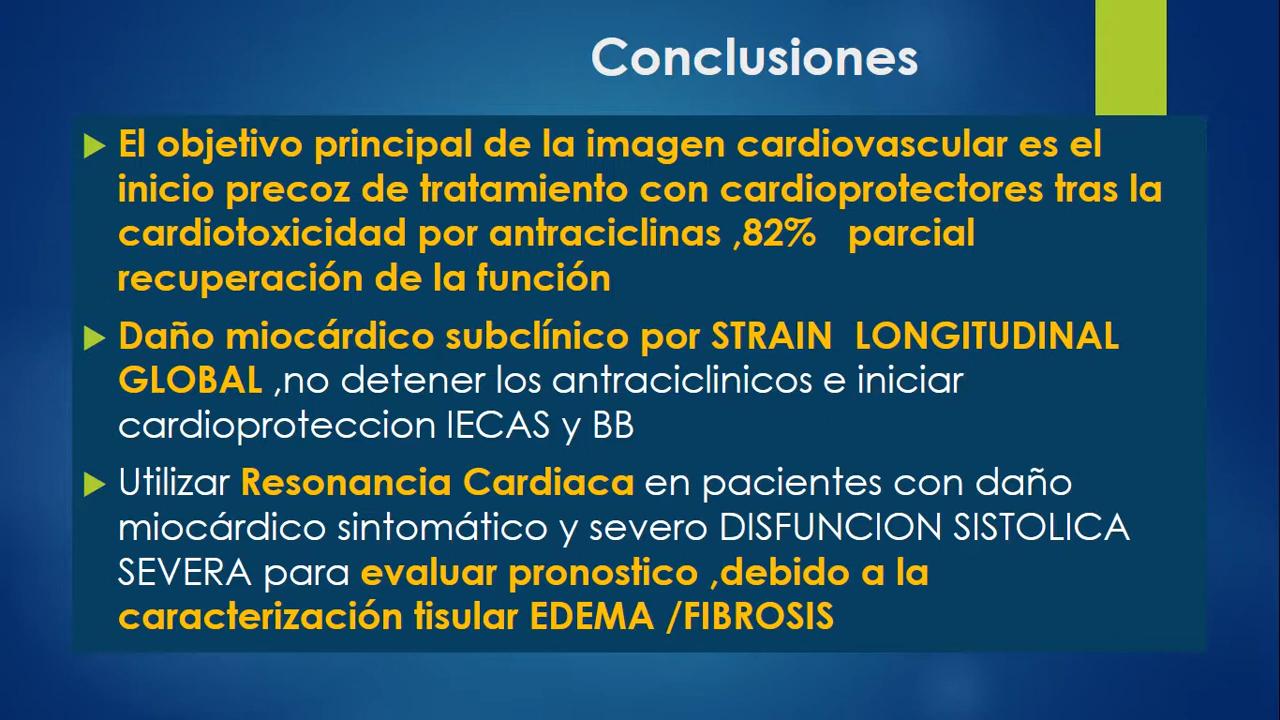 Conclusiones
El objetivo principal de la imagen cardiovascular es el
inicio precoz de tratamiento con cardioprotectores tras la
cardiotoxicidad por antraciclinas ,82% parcial
recuperación de la función
Daño miocárdico subclínico por STRAIN LONGITUDINAL
GLOBAL ,no detener los antraciclinicos e iniciar
cardioproteccion IECAS y BB
Utilizar Resonancia Cardiaca en pacientes con daño
miocárdico sintomático y severo DISFUNCION SISTOLICA
SEVERA para evaluar pronostico ,debido a la
caracterización tisular EDEMA /FIBROSIS